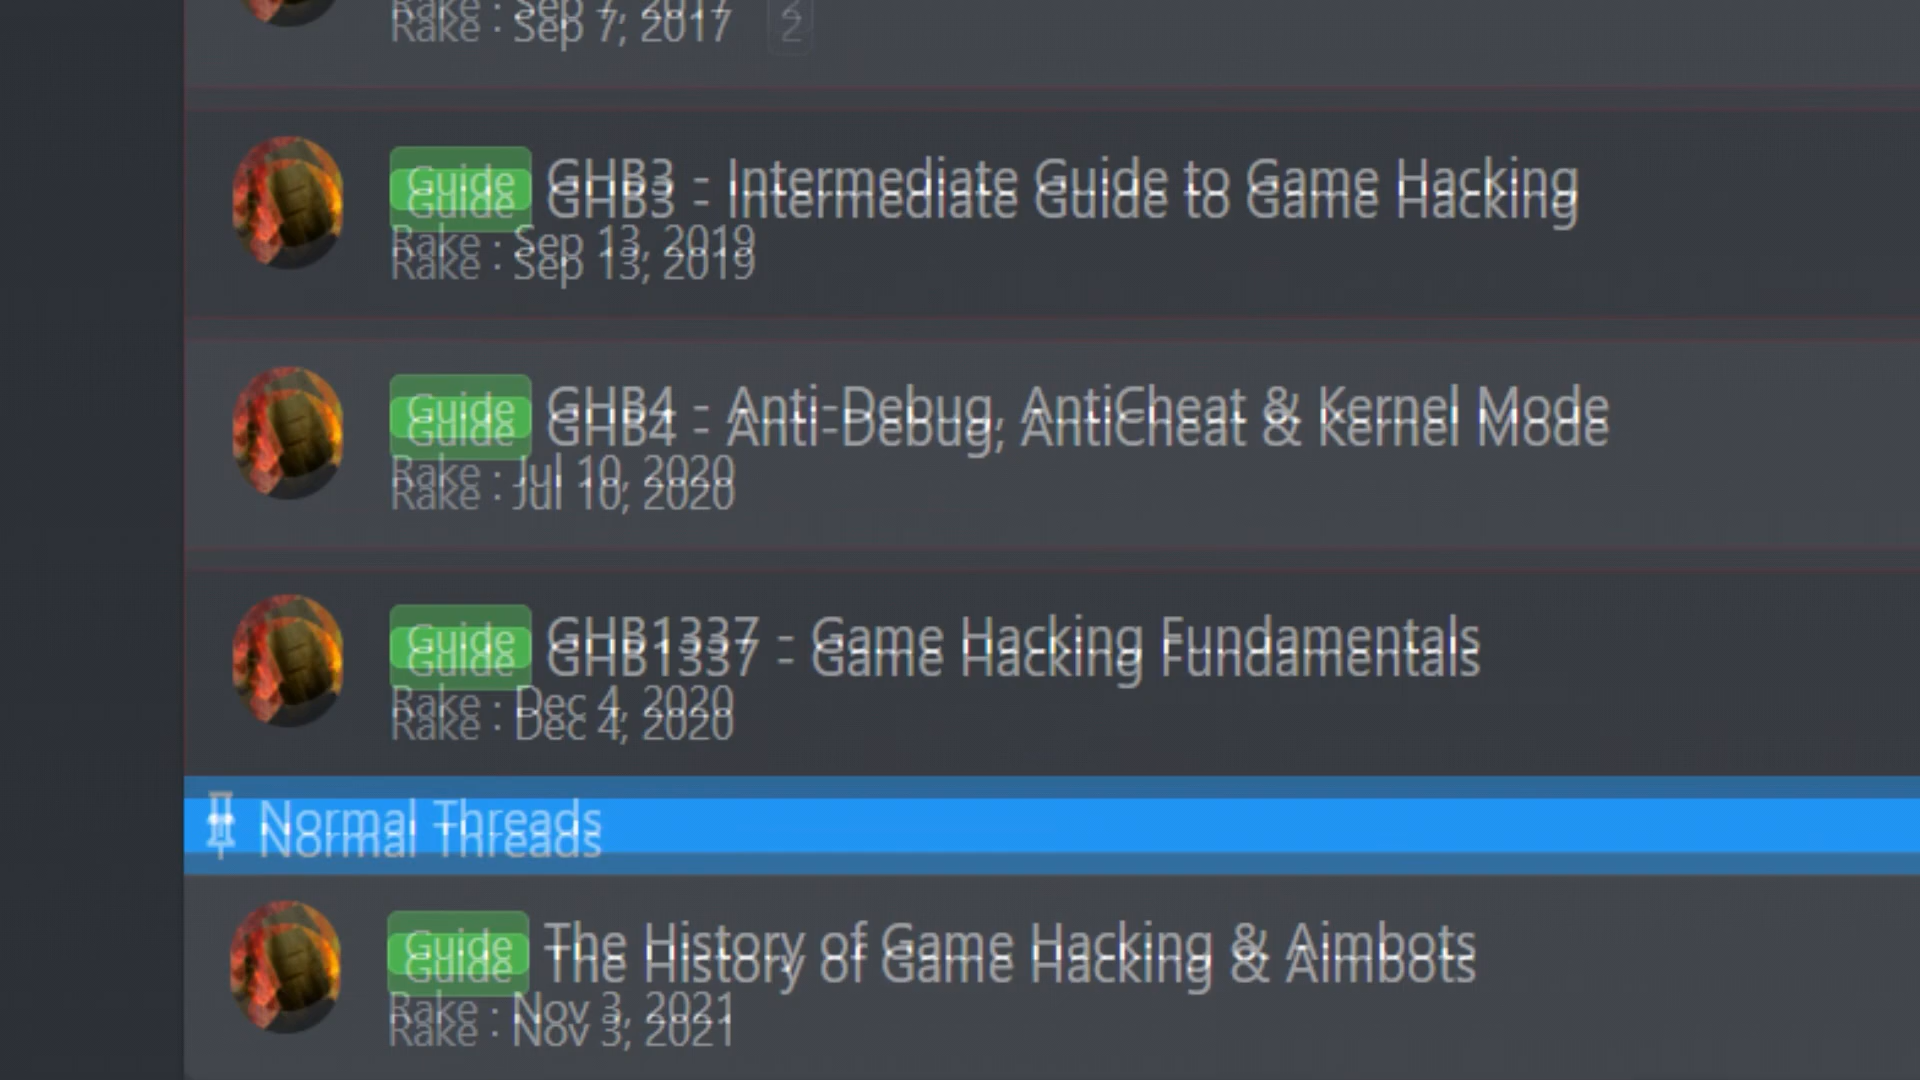 Rake · Sep 7, 2017 2
Guide GHB3 - Intermediate Guide to Game Hacking
Rake · Sep 13, 2019
Guide GHB4 - Anti-Debug, AntiCheat & Kernel Mode
Rake · Jul 10, 2020
Guide GHB1337 - Game Hacking Fundamentals
Rake · Dec 4, 2020
Normal Threads
Guide The History of Game Hacking & Aimbots
Rake · Nov 3, 2021